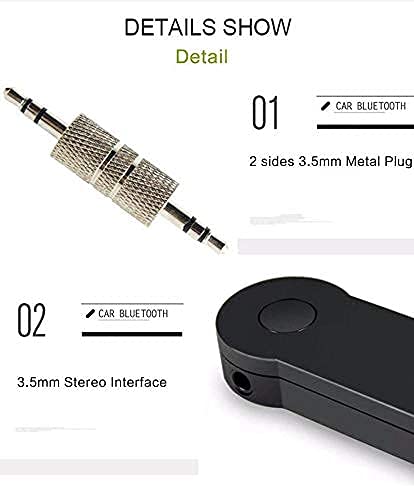 DETAILS SHOW
Detail
01
CAR BLUETOOTH
2 sides 3.5mm Metal Plug
02
CAR BLUETOOTH
3.5mm Stereo Interface